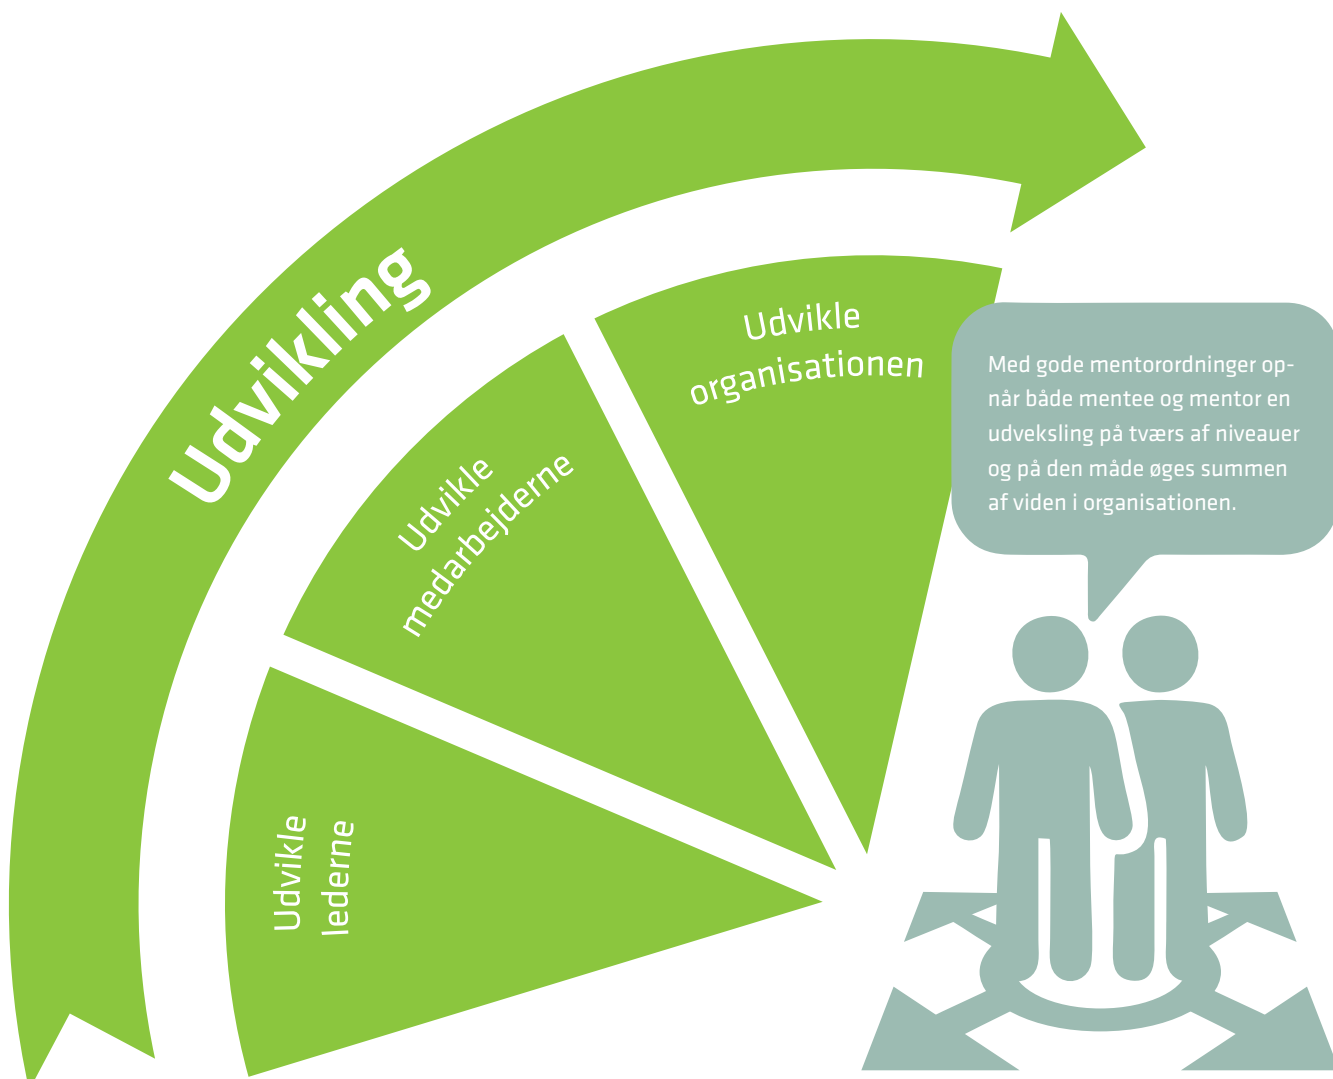 Udvikling
Udvikle
organisationen
Udvikle
medarbejderne
Udvikle
lederne
Med gode mentorordninger op-
når både mentee og mentor en
udveksling på tværs af niveauer
og på den måde øges summen
af viden i organisationen.